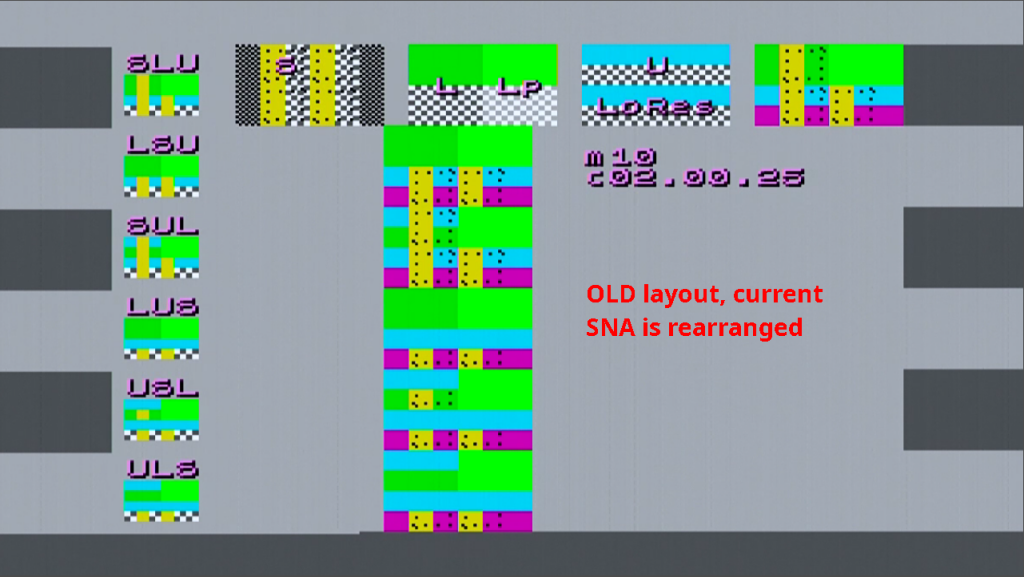 SLU
S
L Lp
U
LoRes
LSU
m10
c02.00.25
SUL
OLD layout, current
SNA is rearranged
LUS
USL
ULS